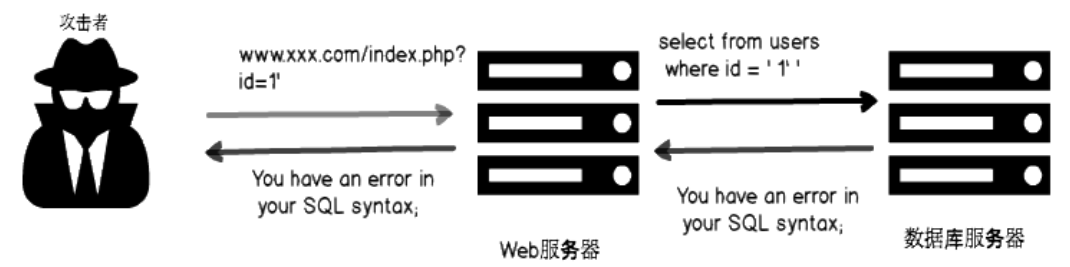 攻击者
www.xxx.com/index.php?
id=1'
select from users
where id = ' 1' '
You have an error in
your SQL syntax;
You have an error in
your SQL syntax;
Web服务器
数据库服务器